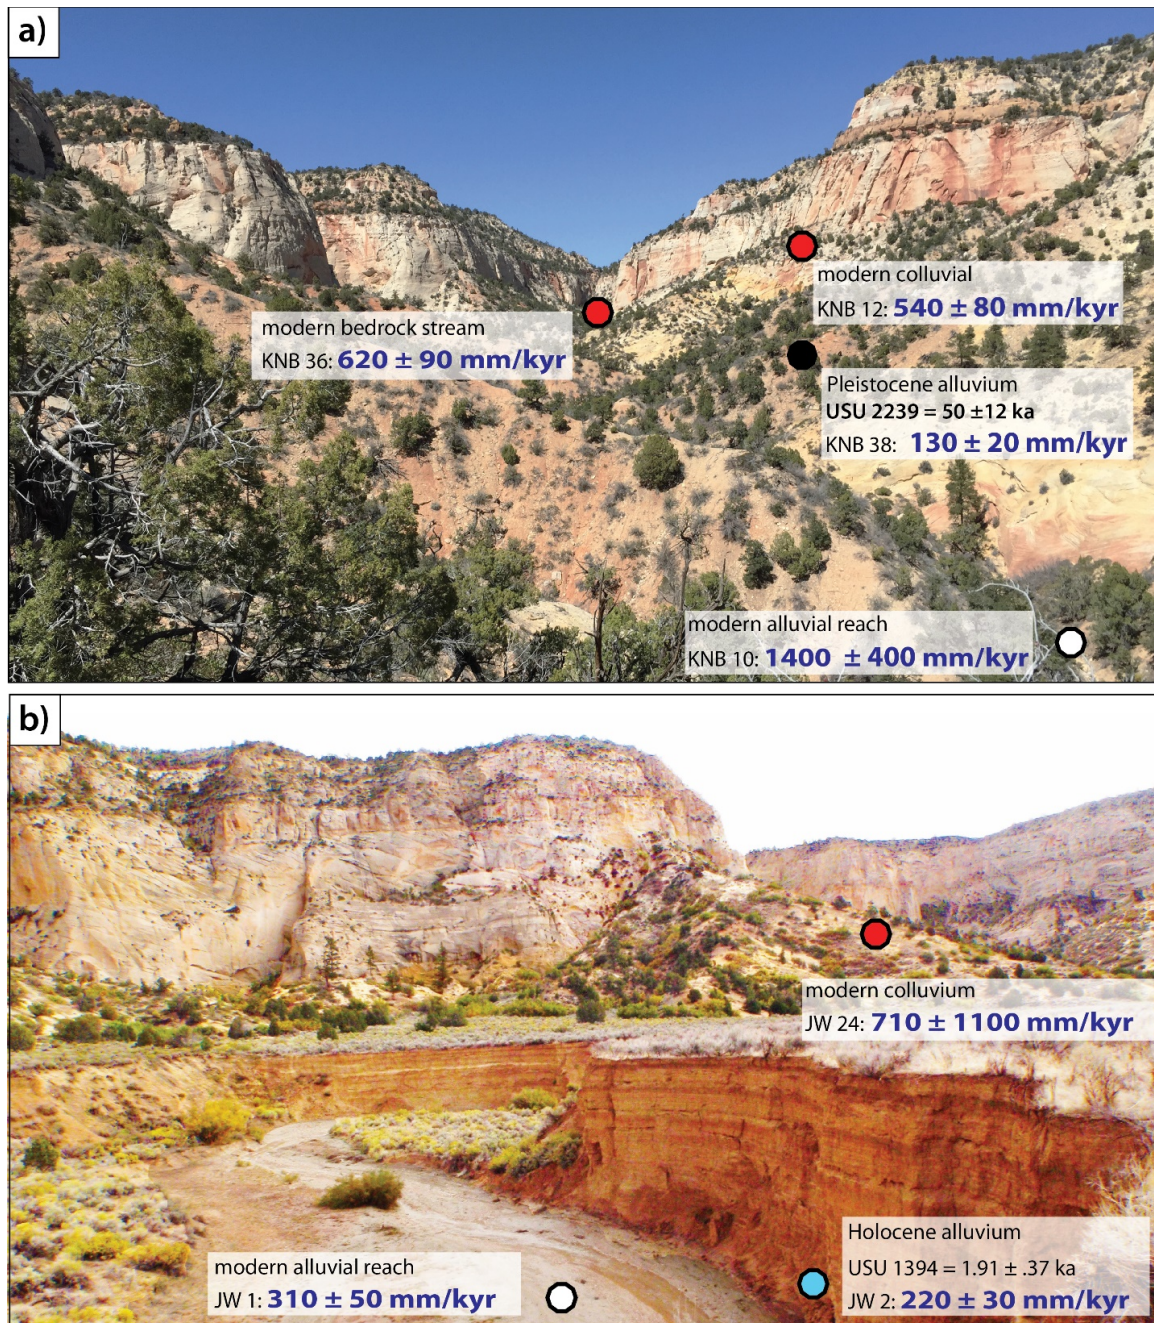 a)
modern colluvial
KNB 12: 540 ± 80 mm/kyr
modern bedrock stream
KNB 36: 620 ± 90 mm/kyr
Pleistocene alluvium
USU 2239 = 50 ±12 ka
KNB 38: 130 ± 20 mm/kyr
modern alluvial reach
KNB 10: 1400 ± 400 mm/kyr
b)
modern colluvium
JW 24: 710 ± 1100 mm/kyr
Holocene alluvium
USU 1394 = 1.91 ± .37 ka
JW 2: 220 ± 30 mm/kyr
modern alluvial reach
JW 1: 310 ± 50 mm/kyr